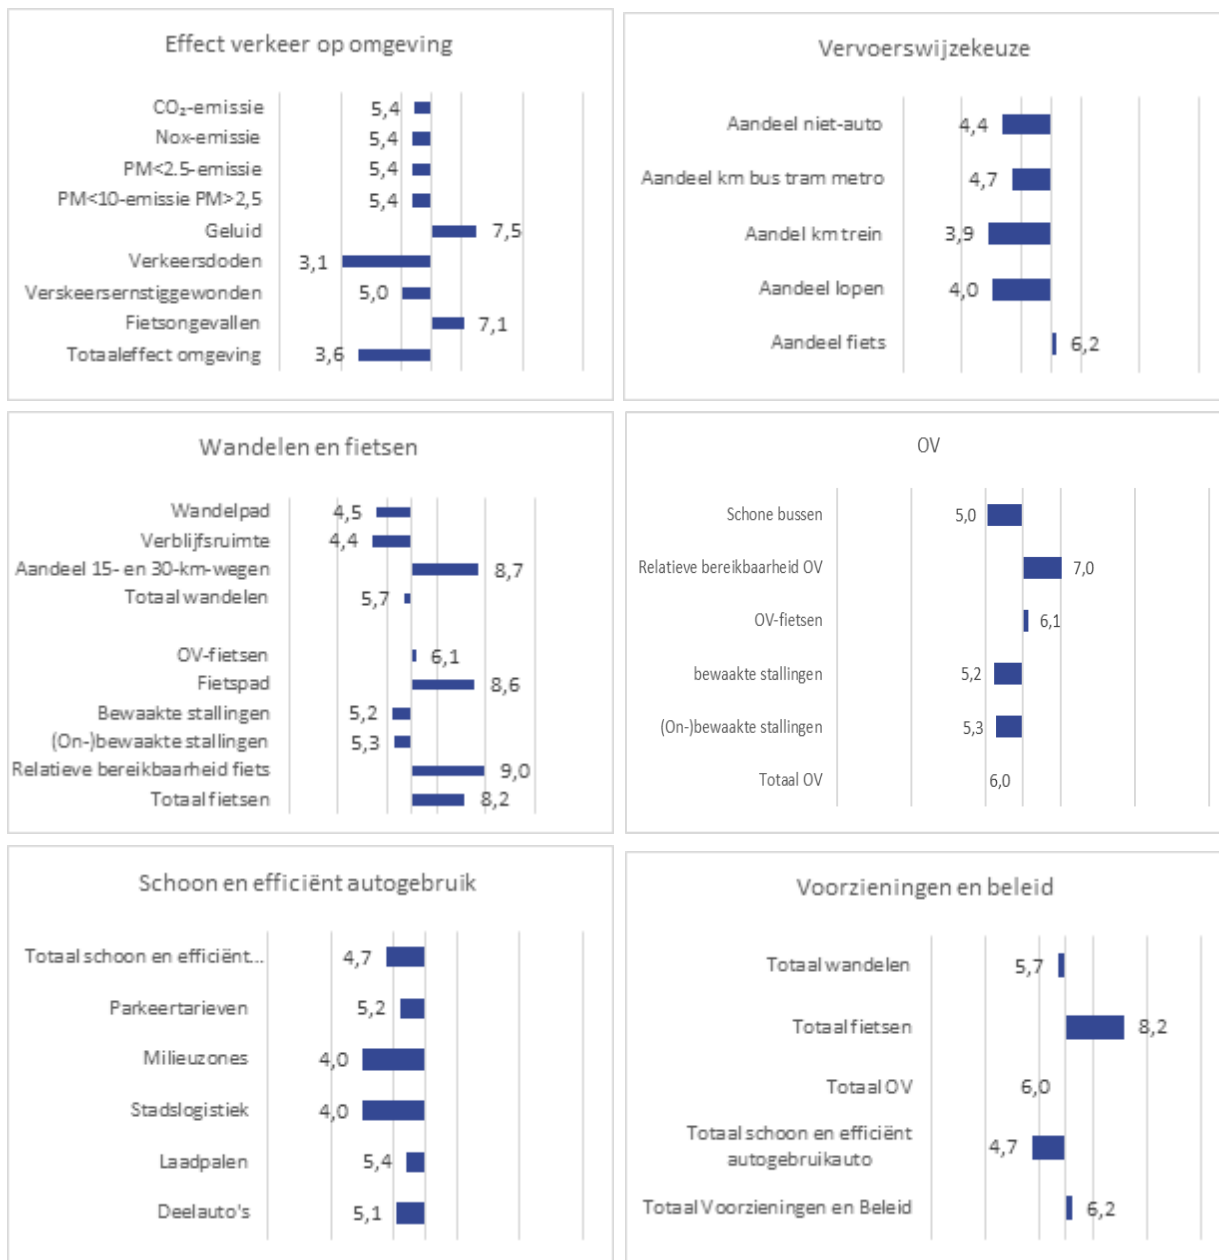 Effect verkeer op omgeving
CO₂-emissie 5,4
Nox-emissie 5,4
PM<2.5-emissie 5,4
PM<10-emissie PM>2,5 5,4
Geluid 7,5
Verkeersdoden 3,1
Verskeersernstiggewonden 5,0
Fietsongevallen 7,1
Totaaleffect omgeving 3,6
Vervoerswijzekeuze
Aandeel niet-auto 4,4
Aandeel km bus tram metro 4,7
Aandel km trein 3,9
Aandeel lopen 4,0
Aandeel fiets 6,2
Wandelen en fietsen
Wandelpad 4,5
Verblijfsruimte 4,4
Aandeel 15- en 30-km-wegen 8,7
Totaal wandelen 5,7
OV-fietsen 6,1
Fietspad 8,6
Bewaakte stallingen 5,2
(On-)bewaakte stallingen 5,3
Relatieve bereikbaarheid fiets 9,0
Totaal fietsen 8,2
OV
Schone bussen 5,0
Relatieve bereikbaarheid OV 7,0
OV-fietsen 6,1
bewaakte stallingen 5,2
(On-)bewaakte stallingen 5,3
Totaal OV 6,0
Schoon en efficiënt autogebruik
Totaal schoon en efficiënt... 4,7
Parkeertarieven 5,2
Milieuzones 4,0
Stadslogistiek 4,0
Laadpalen 5,4
Deelauto's 5,1
Voorzieningen en beleid
Totaal wandelen 5,7
Totaal fietsen 8,2
Totaal OV 6,0
Totaal schoon en efficiënt
autogebruikauto 4,7
Totaal Voorzieningen en Beleid 6,2